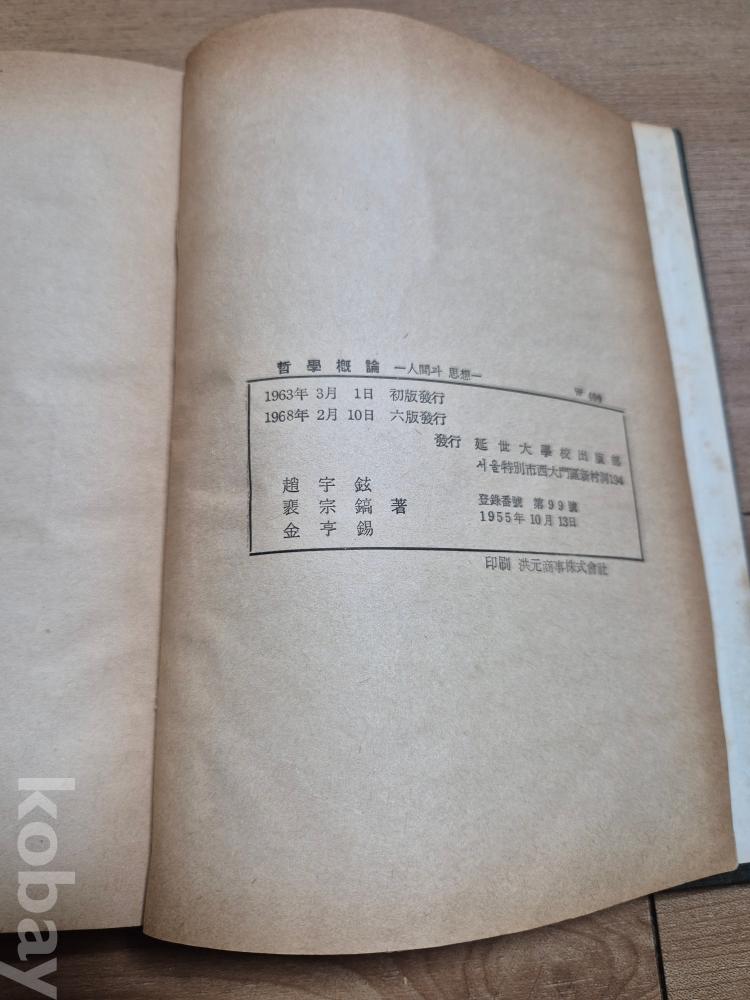 哲學槪論 —人間과 思想—
1963年 3月 1日 初版發行
1968年 2月 10日 六版發行
發行 延世大學校出版部
서울特別市西大門區新村洞134
趙宇鉉
裵宗鎬 著
金亨錫
登錄番號 第99號
1955年 10月 13日
印刷 洪元商事株式會社
kobay